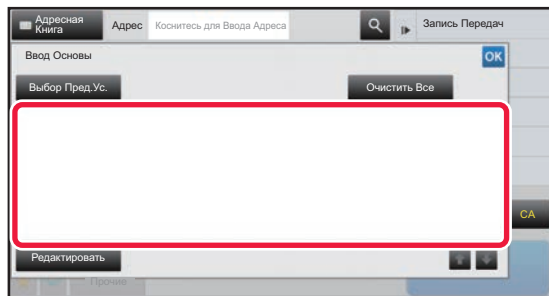 Адресная
Книга
Адрес
Коснитесь для Ввода Адреса
Запись Передач
Ввод Основы
OK
Выбор Пред.Ус.
Очистить Все
CA
Редактировать
Прочие